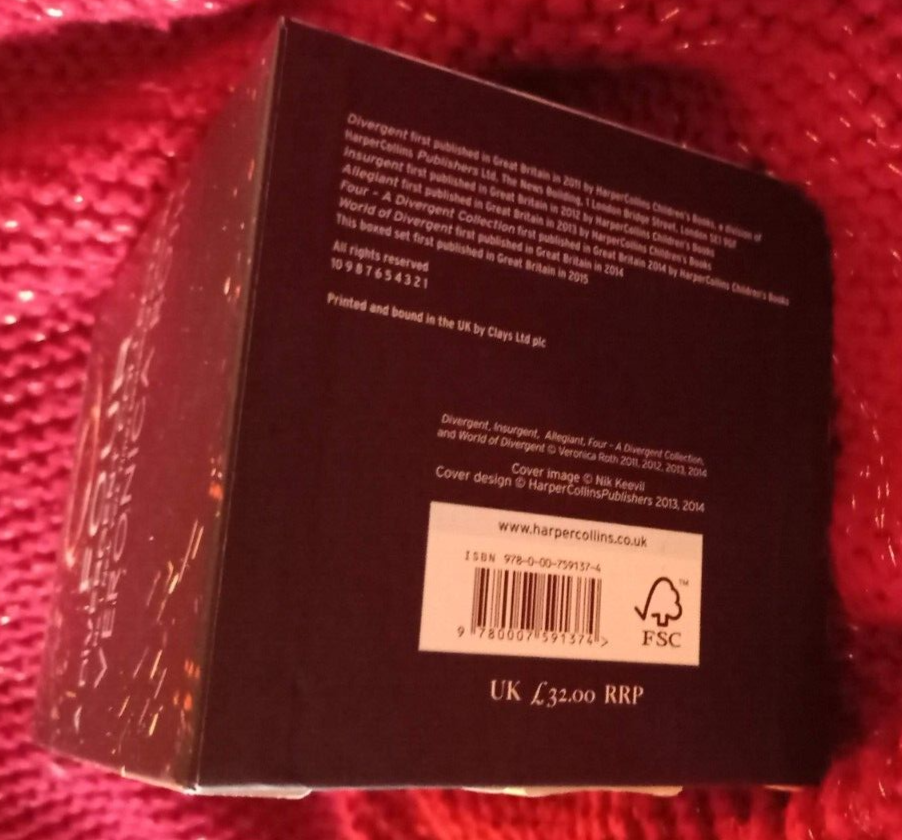 Divergent first published in Great Britain in 2011 by HarperCollins Children's Books, a division of
HarperCollins Publishers Ltd, The News Building, 1 London Bridge Street, London SE1 9GF
Insurgent first published in Great Britain in 2012 by HarperCollins Children's Books
Allegiant first published in Great Britain in 2013 by HarperCollins Children's Books
Four - A Divergent Collection first published in Great Britain 2014 by HarperCollins Children's Books
World of Divergent first published in Great Britain in 2014
This boxed set first published in Great Britain in 2015
All rights reserved
10 9 8 7 6 5 4 3 2 1
Printed and bound in the UK by Clays Ltd plc
Divergent, Insurgent, Allegiant, Four - A Divergent Collection,
and World of Divergent © Veronica Roth 2011, 2012, 2013, 2014
Cover image © Nik Keevil
Cover design © HarperCollinsPublishers 2013, 2014
www.harpercollins.co.uk
ISBN 978-0-00-759137-4
9 780007 591374 >
FSC
™
UK £32.00 RRP